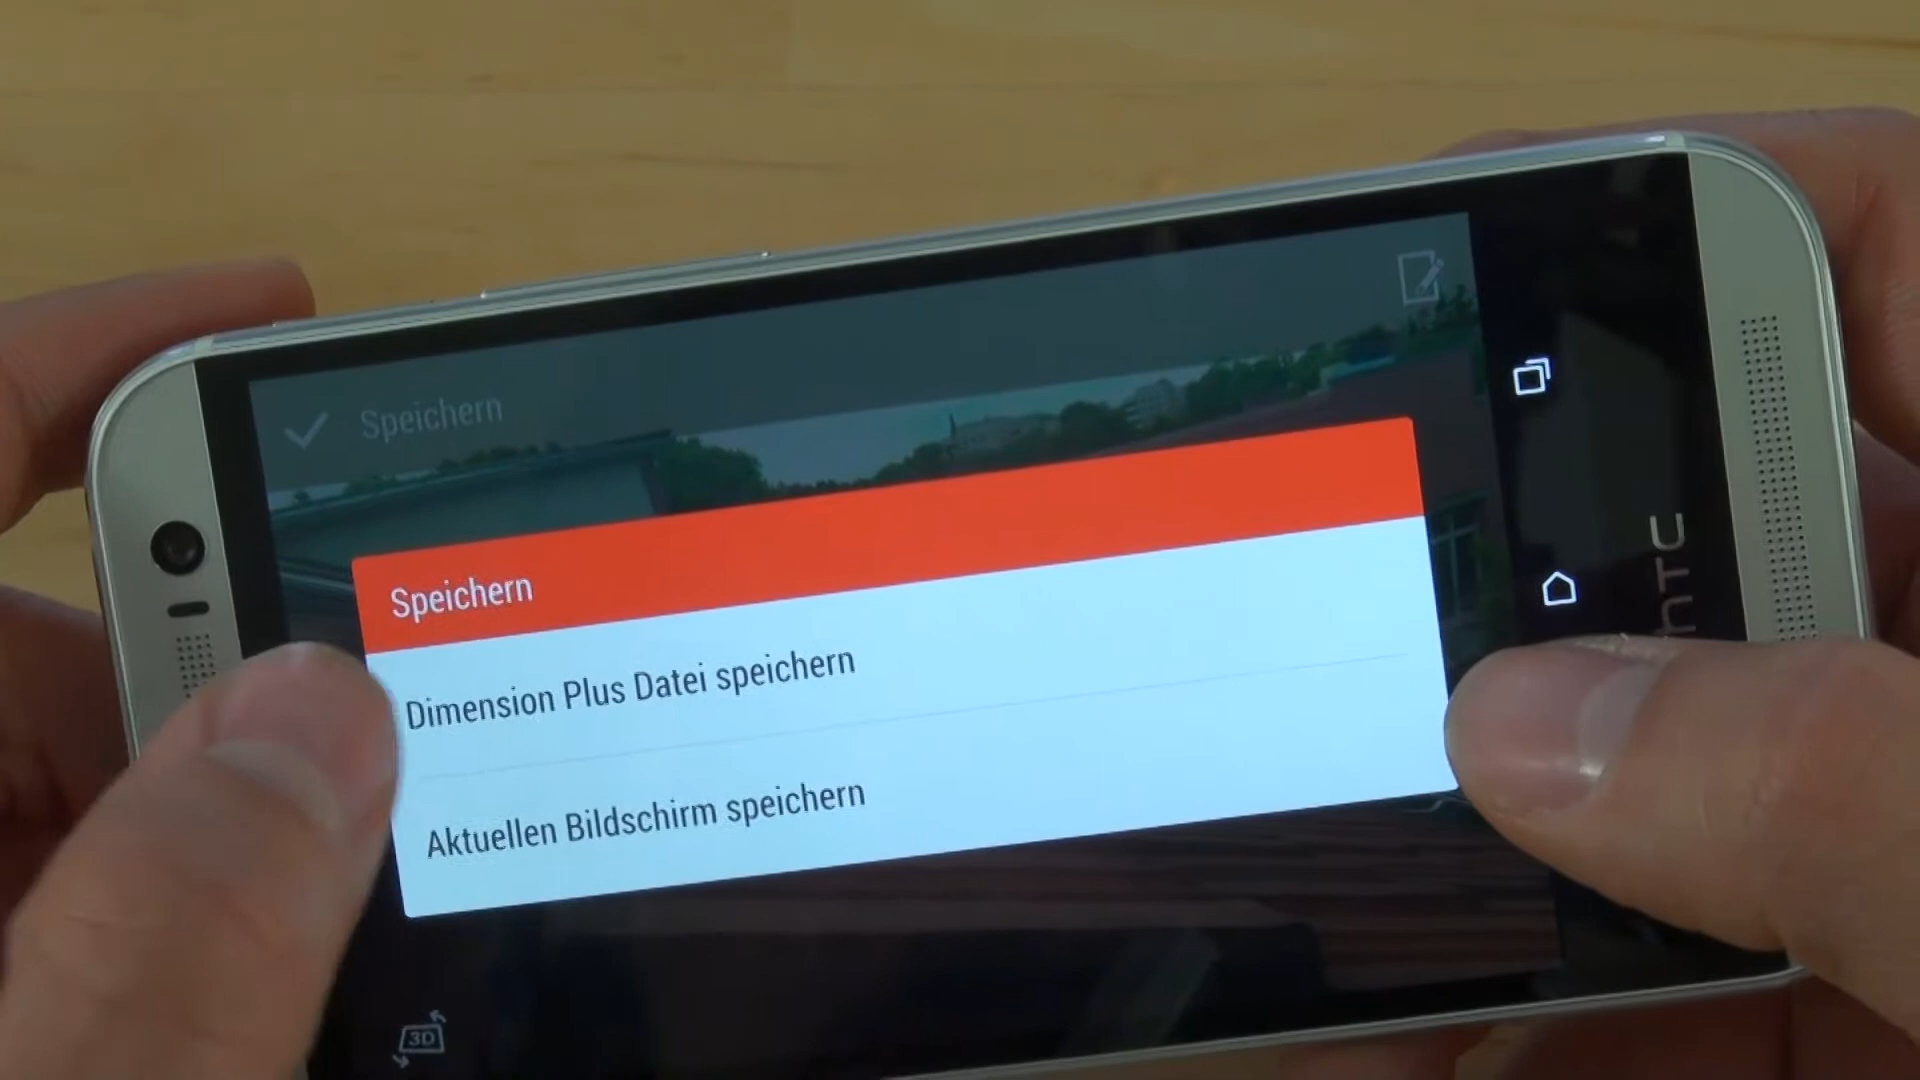 Speichern
Speichern
Dimension Plus Datei speichern
Aktuellen Bildschirm speichern
3D
hTC